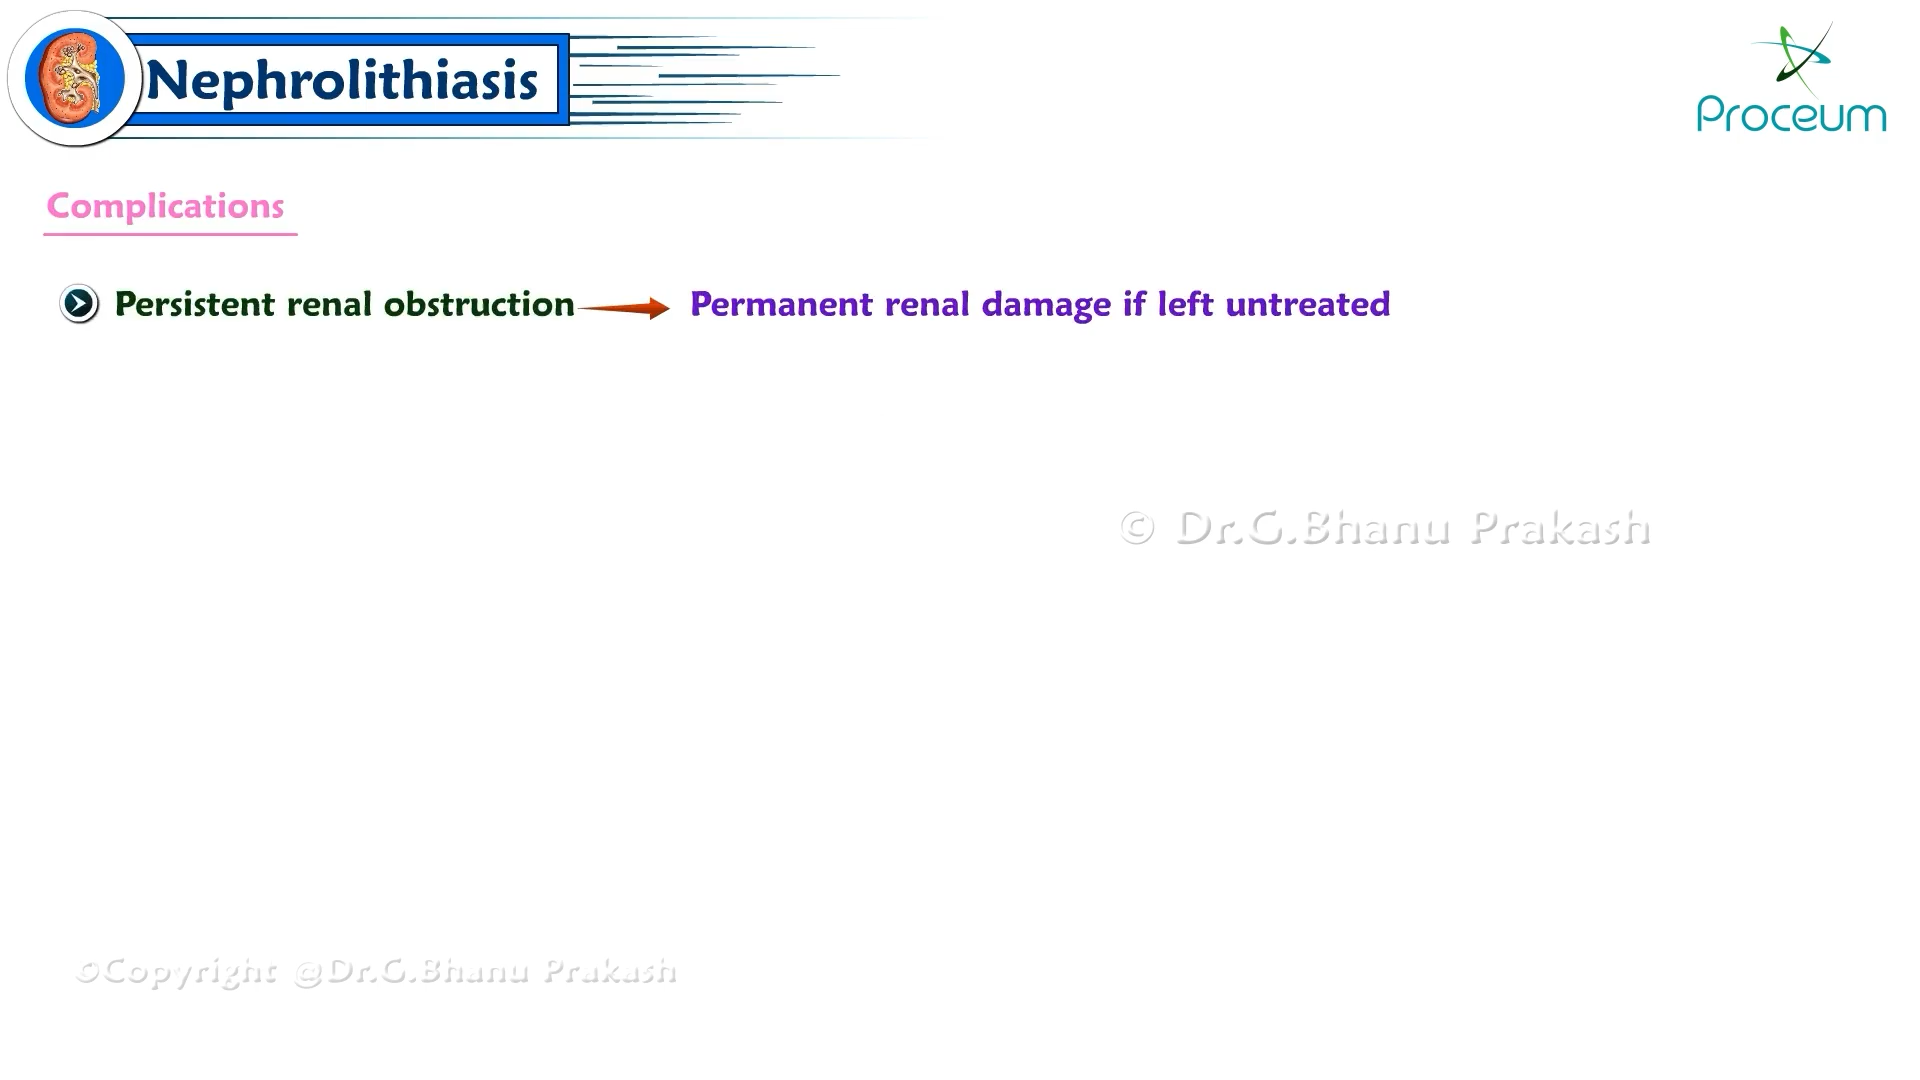 Nephrolithiasis
Proceum
Complications
Persistent renal obstruction Permanent renal damage if left untreated
© Dr.G.Bhanu Prakash
©Copyright @Dr.G.Bhanu Prakash